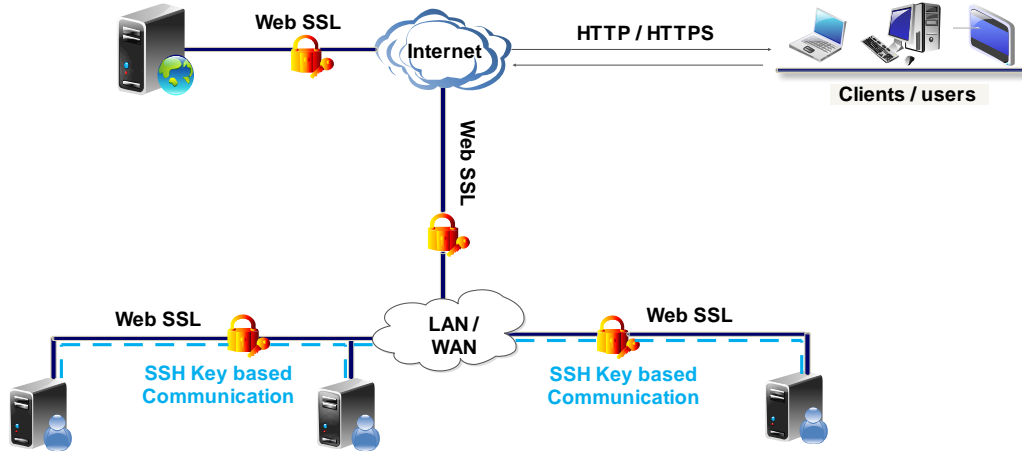 Web SSL
Internet
HTTP / HTTPS
Clients / users
Web SSL
LAN /
WAN
Web SSL
Web SSL
SSH Key based
Communication
SSH Key based
Communication